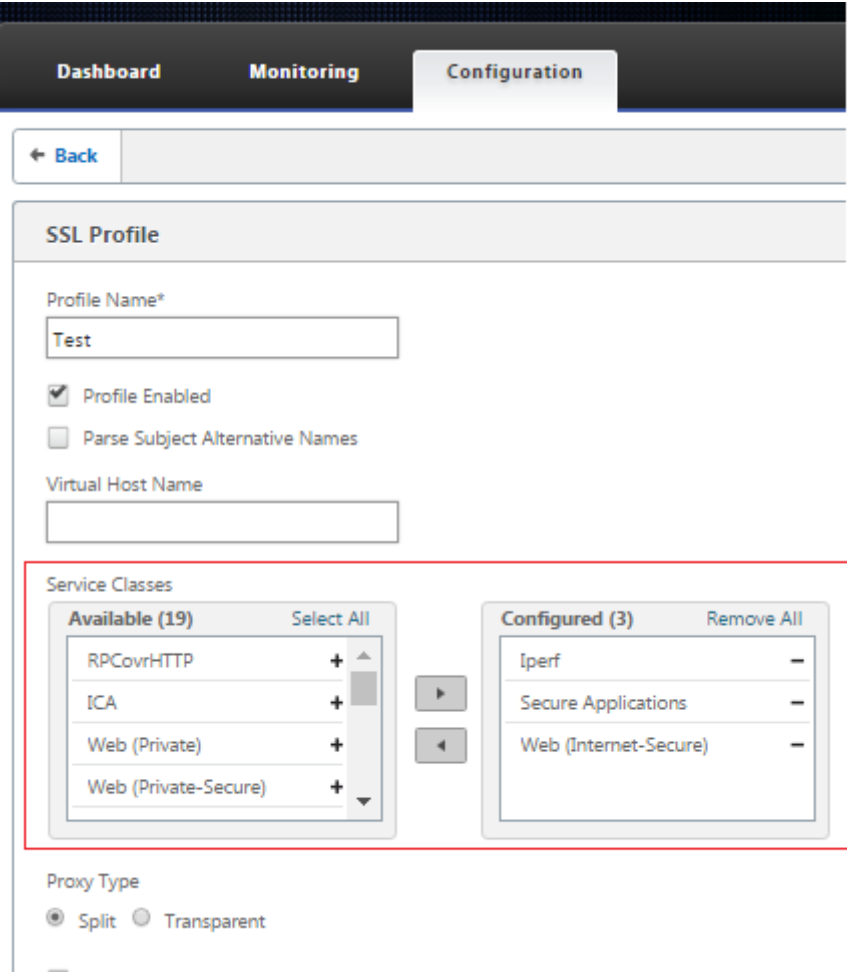 Dashboard Monitoring Configuration
← Back
SSL Profile
Profile Name*
Test
Profile Enabled
Parse Subject Alternative Names
Virtual Host Name
Service Classes
Available (19) Select All
RPCovrHTTP +
ICA +
Web (Private) +
Web (Private-Secure) +
Configured (3) Remove All
Iperf −
Secure Applications −
Web (Internet-Secure) −
Proxy Type
Split Transparent